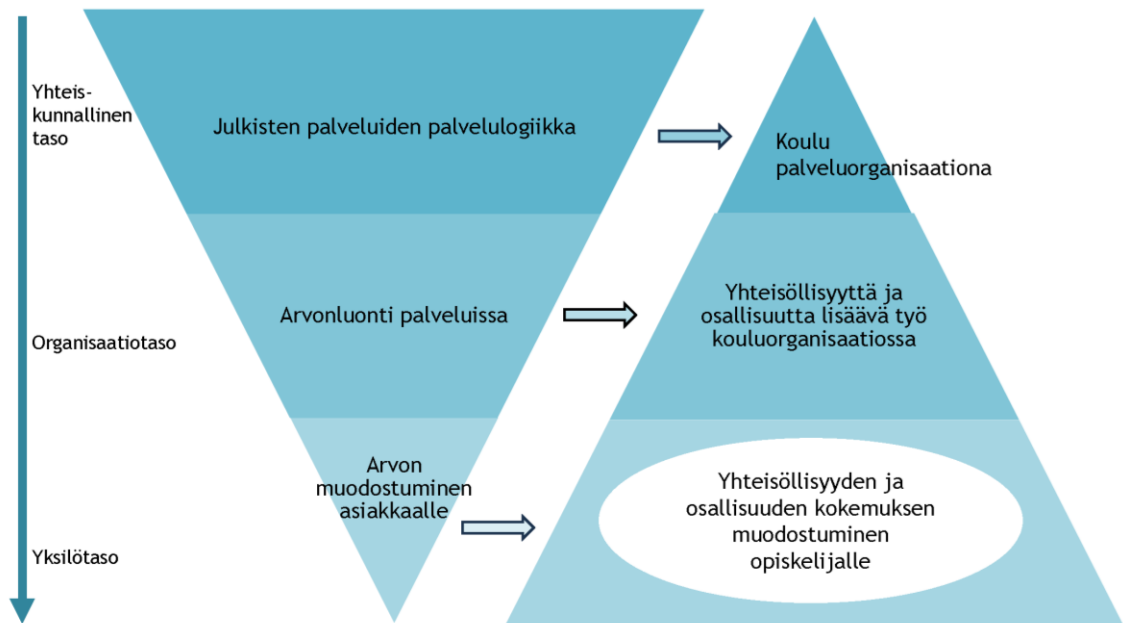 Yhteis-
kunnallinen
taso
Julkisten palveluiden palvelulogiikka
Koulu
palveluorganisaationa
Organisaatiotaso
Arvonluonti palveluissa
Yhteisöllisyyttä ja
osallisuutta lisäävä työ
kouluorganisaatiossa
Yksilötaso
Arvon
muodostuminen
asiakkaalle
Yhteisöllisyyden ja
osallisuuden kokemuksen
muodostuminen
opiskelijalle